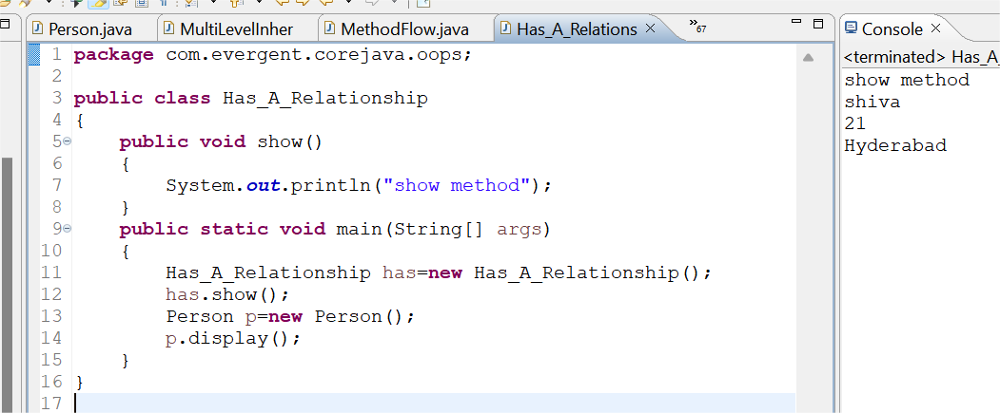 Person.java MultiLevelInher MethodFlow.java Has_A_Relations »67
1 package com.evergent.corejava.oops;
2
3 public class Has_A_Relationship
4 {
5 public void show()
6 {
7 System.out.println("show method");
8 }
9 public static void main(String[] args)
10 {
11 Has_A_Relationship has=new Has_A_Relationship();
12 has.show();
13 Person p=new Person();
14 p.display();
15 }
16 }
17
Console
<terminated> Has_A_
show method
shiva
21
Hyderabad